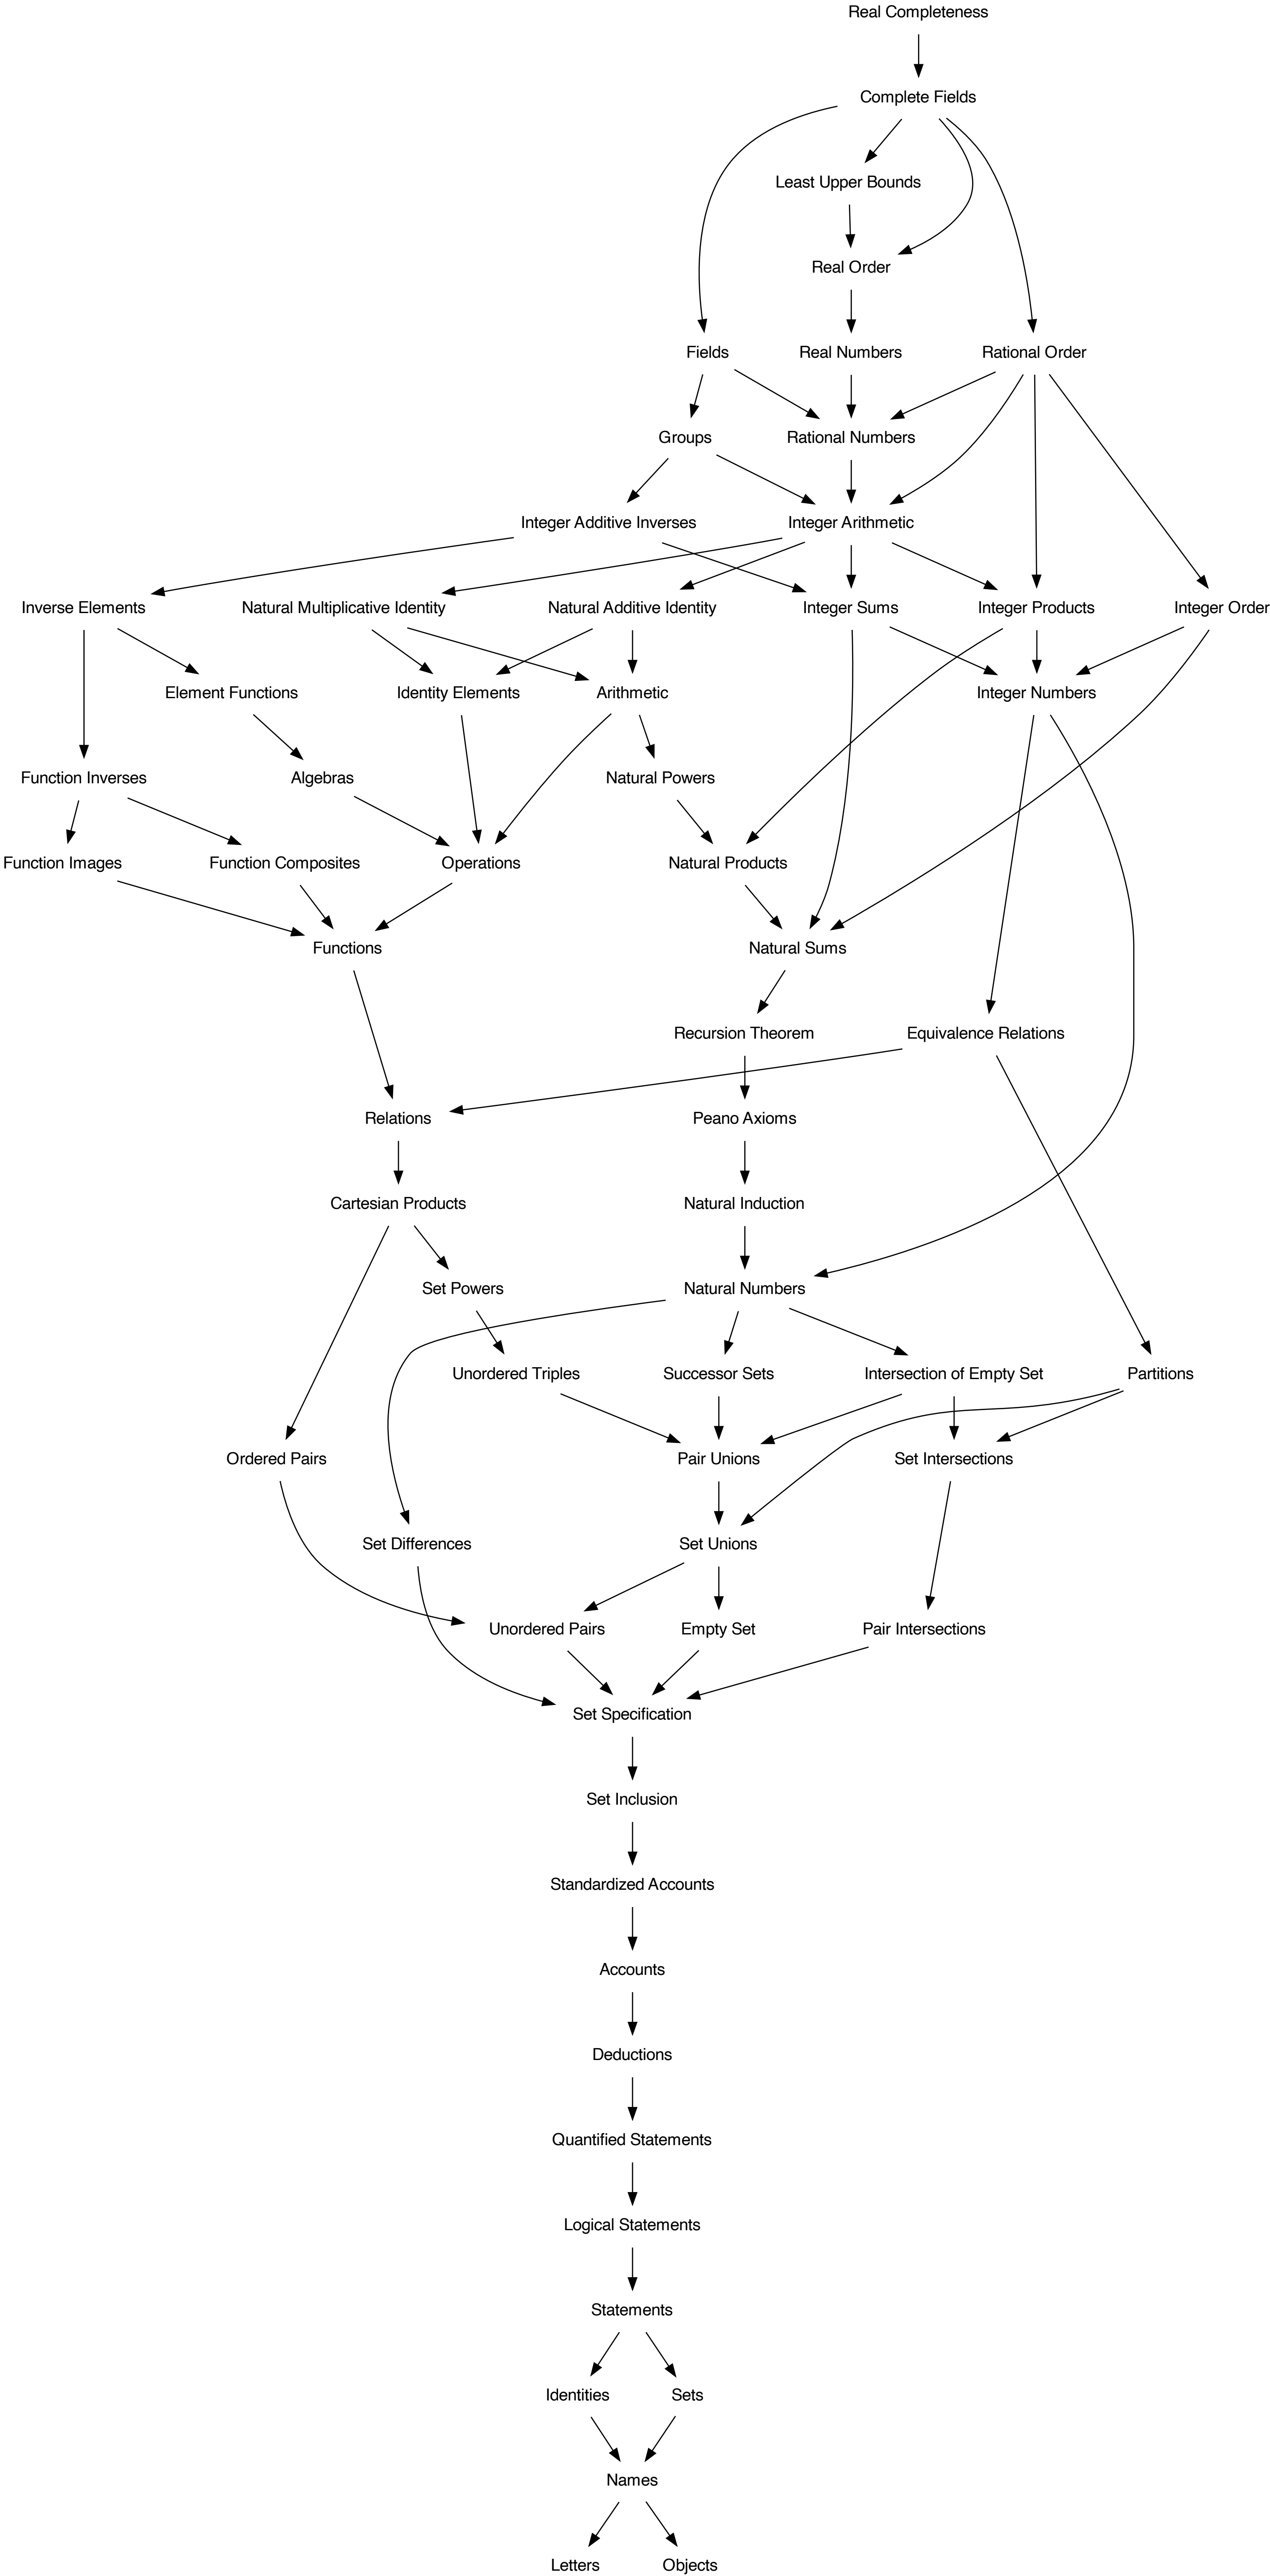 Real Completeness
Complete Fields
Least Upper Bounds
Real Order
Fields
Real Numbers
Rational Order
Groups
Rational Numbers
Integer Additive Inverses
Integer Arithmetic
Inverse Elements
Natural Multiplicative Identity
Natural Additive Identity
Integer Sums
Integer Products
Integer Order
Element Functions
Identity Elements
Arithmetic
Integer Numbers
Function Inverses
Algebras
Natural Powers
Function Images
Function Composites
Operations
Natural Products
Functions
Natural Sums
Recursion Theorem
Equivalence Relations
Relations
Peano Axioms
Cartesian Products
Natural Induction
Set Powers
Natural Numbers
Unordered Triples
Successor Sets
Intersection of Empty Set
Partitions
Ordered Pairs
Pair Unions
Set Intersections
Set Differences
Set Unions
Unordered Pairs
Empty Set
Pair Intersections
Set Specification
Set Inclusion
Standardized Accounts
Accounts
Deductions
Quantified Statements
Logical Statements
Statements
Identities
Sets
Names
Letters
Objects